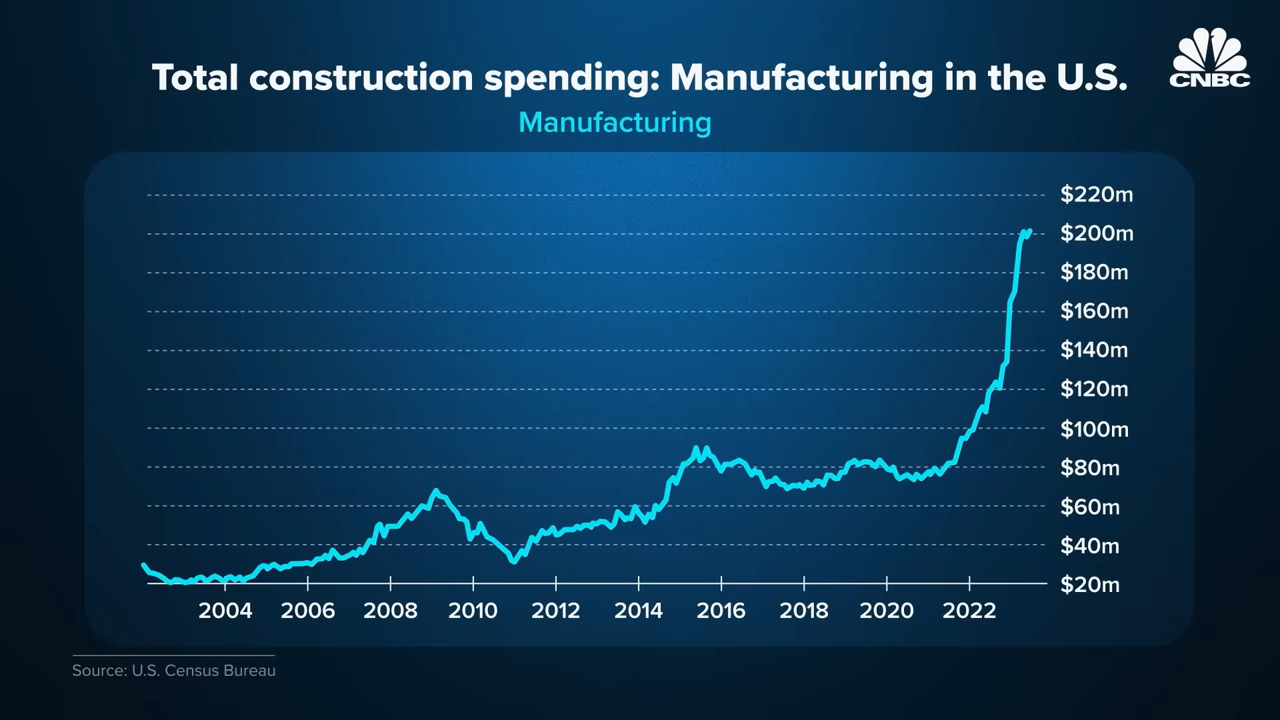 CNBC
Total construction spending: Manufacturing in the U.S.
Manufacturing
$220m
$200m
$180m
$160m
$140m
$120m
$100m
$80m
$60m
$40m
$20m
2004 2006 2008 2010 2012 2014 2016 2018 2020 2022
Source: U.S. Census Bureau